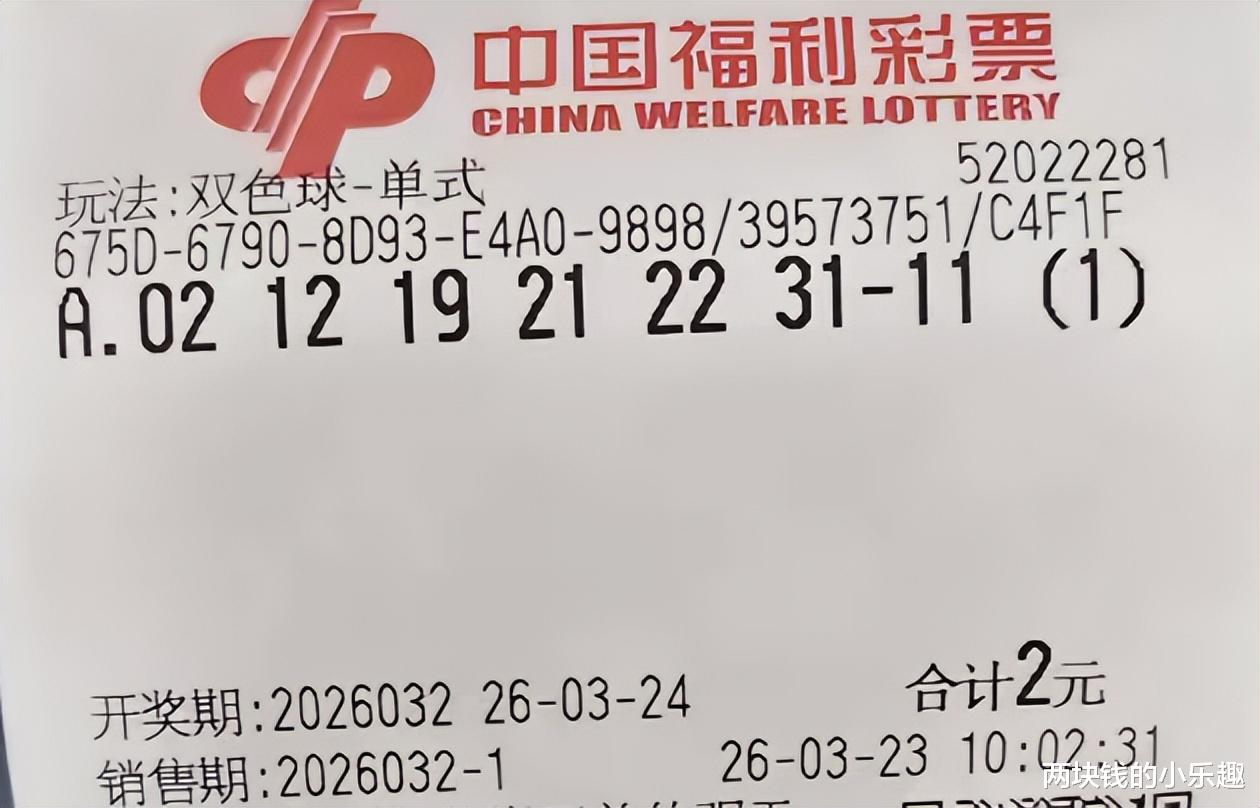 中国福利彩票
CHINA WELFARE LOTTERY
52022281
玩法:双色球-单式
675D-6790-8D93-E4A0-9898/39573751/C4F1F
A.02 12 19 21 22 31-11 (1)
开奖期:2026032 26-03-24 合计2元
销售期:2026032-1 26-03-23 10:02:31
两块钱的小乐趣